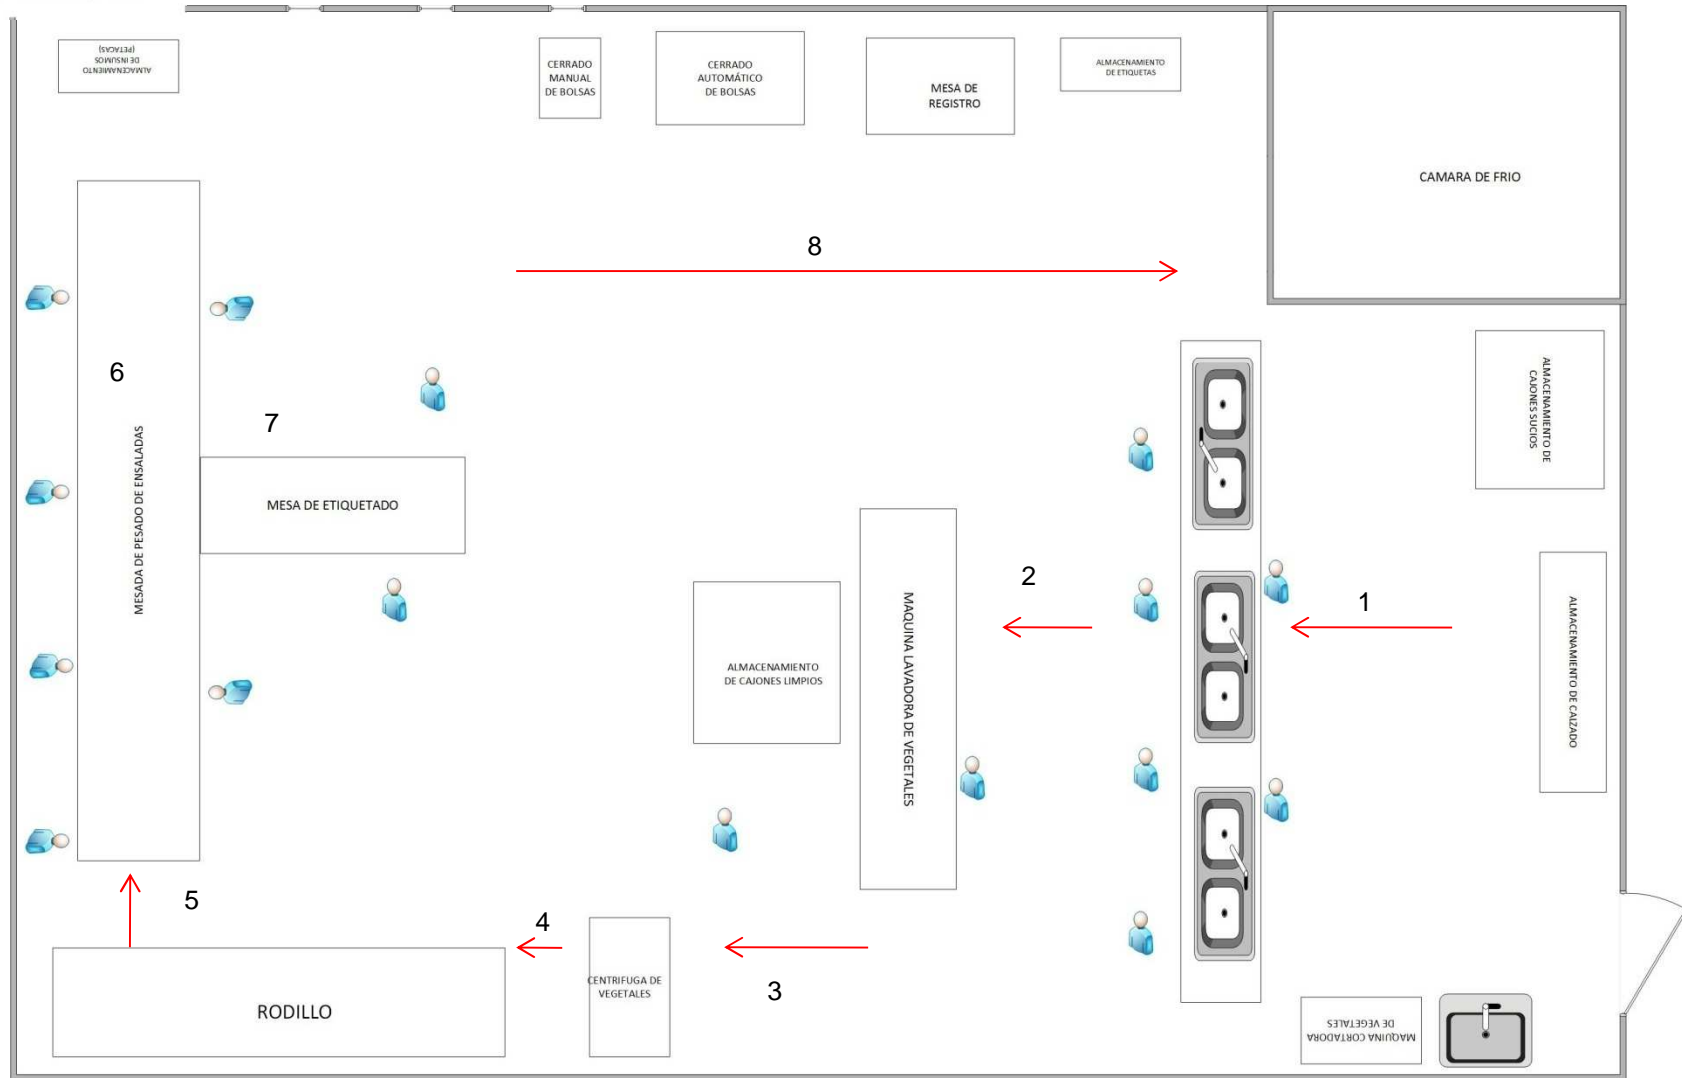 ALMACENAMIENTO
DE INSUMOS
(PETACAS)
CERRADO
MANUAL
DE BOLSAS
CERRADO
AUTOMÁTICO
DE BOLSAS
MESA DE
REGISTRO
ALMACENAMIENTO
DE ETIQUETAS
CAMARA DE FRIO
8
6
7
MESADA DE PESADO DE ENSALADAS
MESA DE ETIQUETADO
ALMACENAMIENTO DE
CAJONES SUCIOS
2
1
ALMACENAMIENTO
DE CAJONES LIMPIOS
MAQUINA LAVADORA DE VEGETALES
ALMACENAMIENTO DE CALZADO
5
4
3
CENTRIFUGA DE
VEGETALES
RODILLO
MAQUINA CORTADORA
DE VEGETALES